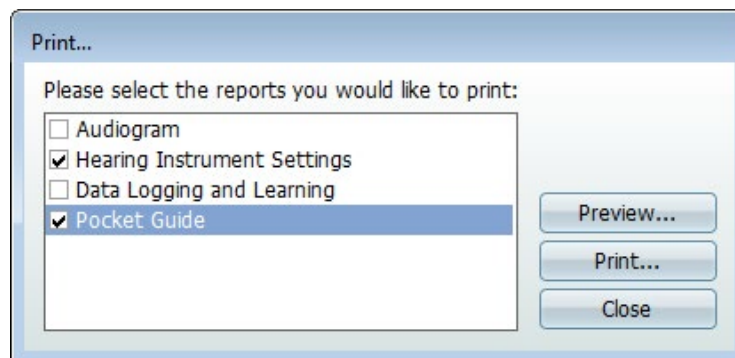 Print...
Please select the reports you would like to print:
Audiogram
Hearing Instrument Settings
Data Logging and Learning
Pocket Guide
Preview...
Print...
Close